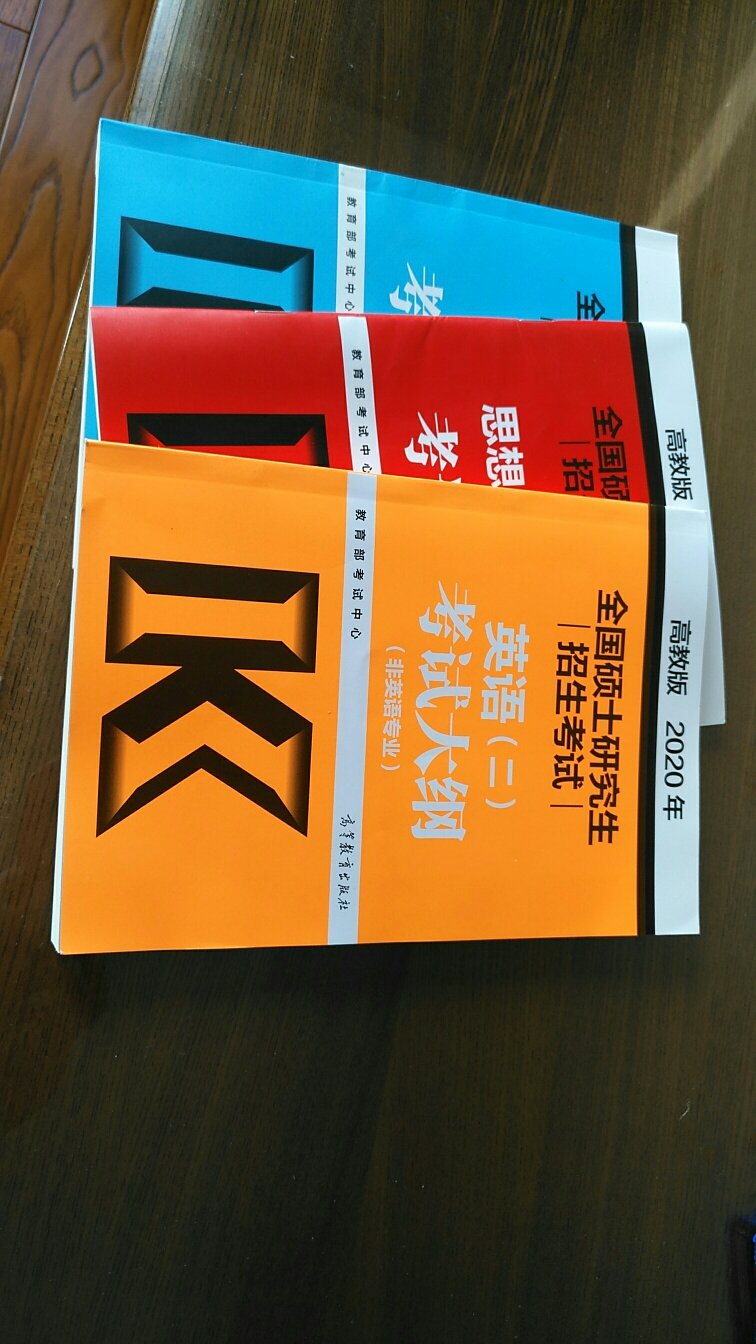 高教版 2020年
全国硕士研究生
招生考试
英语(二)
考试大纲
(非英语专业)
教育部考试中心
高等教育出版社
高教版
全国硕
招
思想
考
教育部考试中心
全
考
教育部考试中心